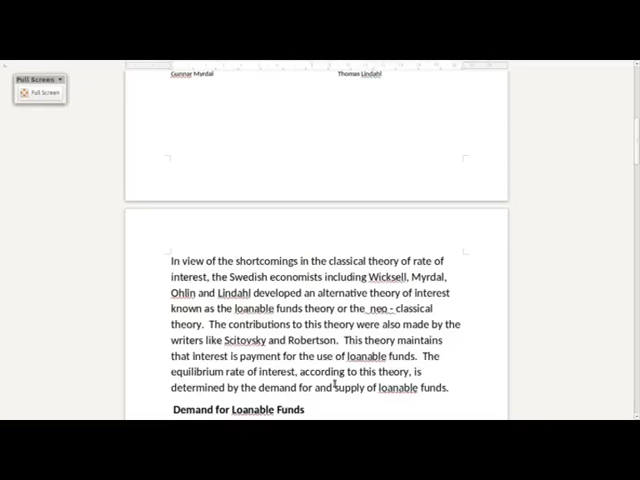 Full Screen
Full Screen
Gunnar Myrdal Thomas Lindahl
In view of the shortcomings in the classical theory of rate of
interest, the Swedish economists including Wicksell, Myrdal,
Ohlin and Lindahl developed an alternative theory of interest
known as the loanable funds theory or the neo - classical
theory. The contributions to this theory were also made by the
writers like Scitovsky and Robertson. This theory maintains
that interest is payment for the use of loanable funds. The
equilibrium rate of interest, according to this theory, is
determined by the demand for and supply of loanable funds.
Demand for Loanable Funds